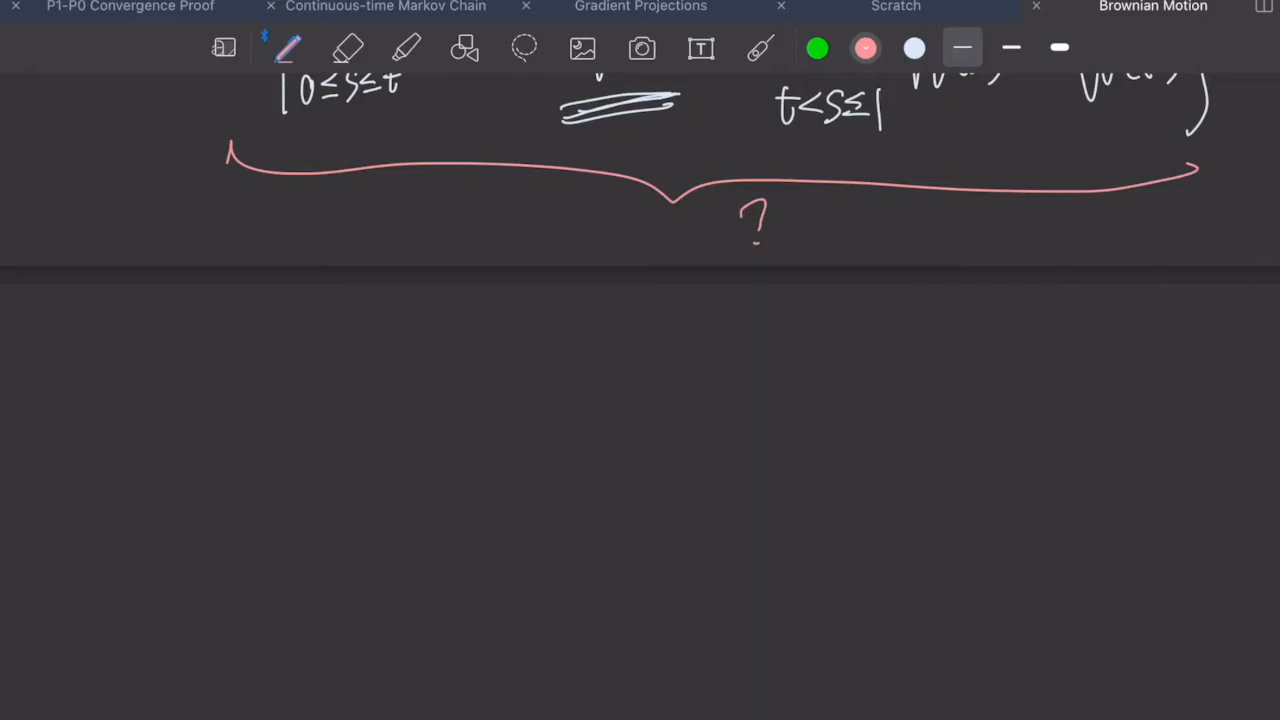 P1-P0 Convergence Proof
Continuous-time Markov Chain
Gradient Projections
Scratch
Brownian Motion
T
0≤s≤t
t<s≤1
?